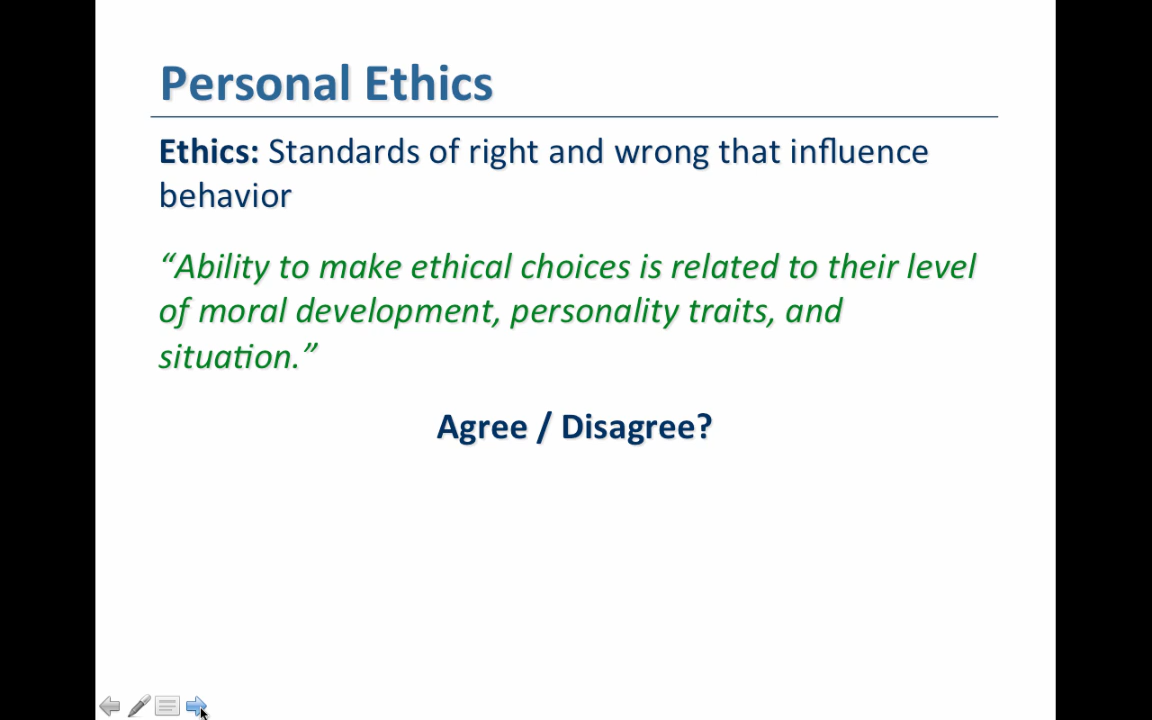 Personal Ethics
Ethics: Standards of right and wrong that influence
behavior
“Ability to make ethical choices is related to their level
of moral development, personality traits, and
situation.”
Agree / Disagree?